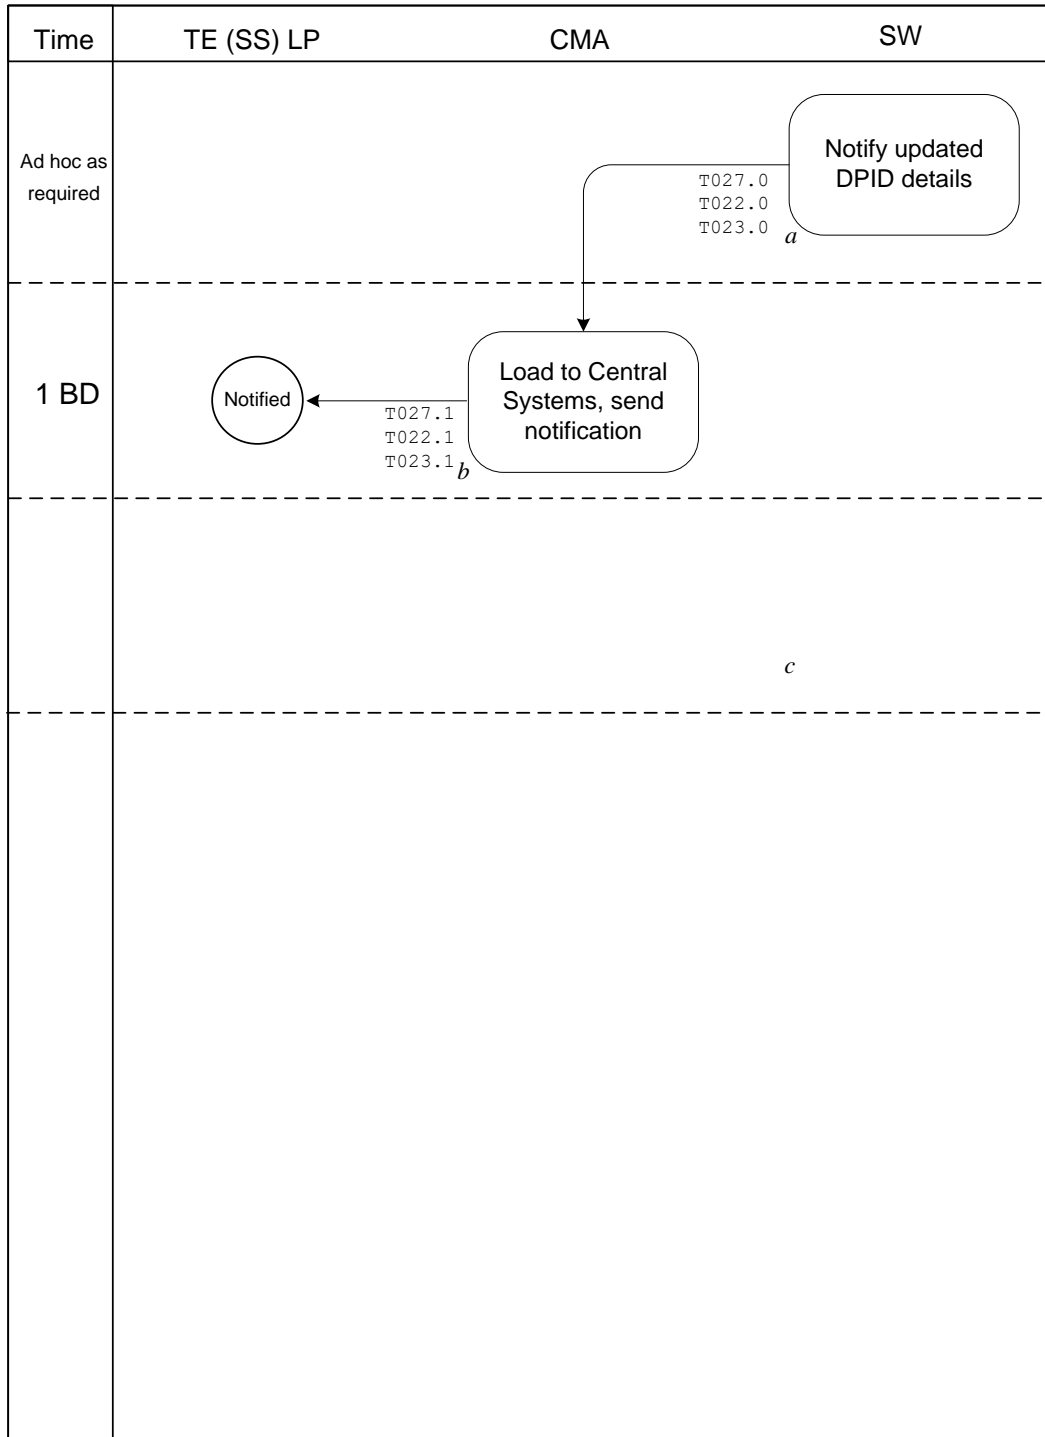 Time
TE (SS) LP
CMA
SW
Ad hoc as
required
Notify updated
DPID details
T027.0
T022.0
T023.0
a
1 BD
Notified
T027.1
T022.1
T023.1
b
Load to Central
Systems, send
notification
c